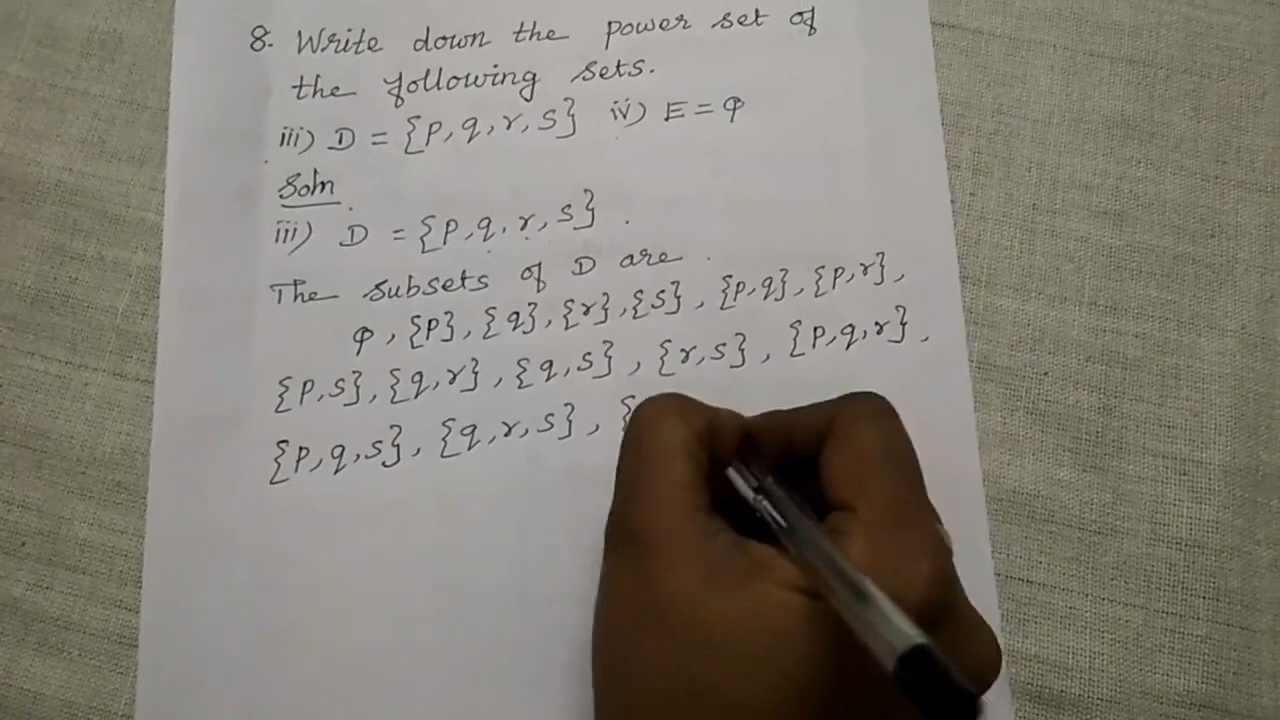 8. Write down the power set of
the following sets.
iii) D = {p, q, r, s} iv) E = φ
Soln
iii) D = {p, q, r, s}.
The subsets of D are
φ, {p}, {q}, {r}, {s}, {p, q}, {p, r},
{p, s}, {q, r}, {q, s}, {r, s}, {p, q, r},
{p, q, s}, {q, r, s}, {